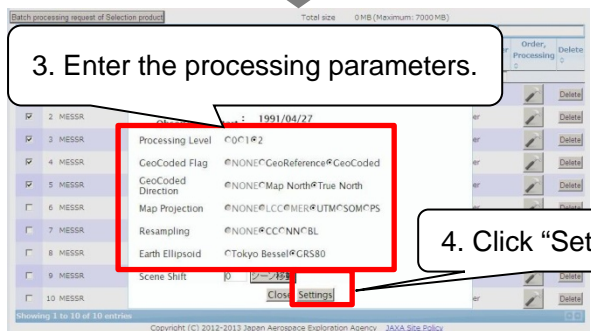 Batch processing request of Selection product Total size 0 MB (Maximum: 7000 MB)
Order, Processing Delete
3. Enter the processing parameters.
Delete
1991/04/27
2 MESSR Delete
3 MESSR Processing Level 0 1 2 Delete
4 MESSR GeoCoded Flag NONE GeoReference GeoCoded Delete
5 MESSR GeoCoded Direction NONE Map North True North Delete
6 MESSR Map Projection NONE LCC MER UTM SOM PS Delete
7 MESSR Resampling NONE CC NN BL
8 MESSR Earth Ellipsoid Tokyo Bessel GRS80
4. Click "Set
9 MESSR Scene Shift 0 Delete
10 MESSR Close Settings Delete
Showing 1 to 10 of 10 entries
Copyright (C) 2012-2013 Japan Aerospace Exploration Agency JAXA Site Policy